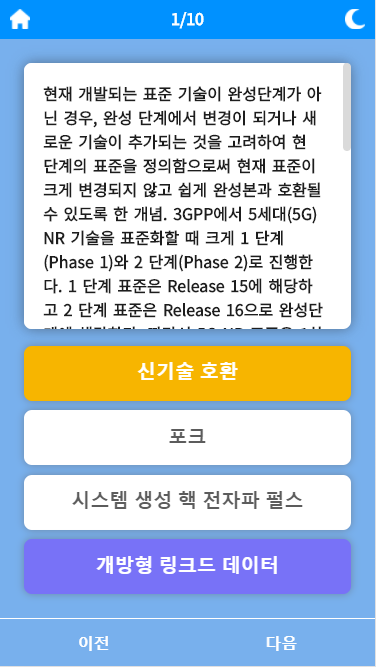 1/10
현재 개발되는 표준 기술이 완성단계가 아
닌 경우, 완성 단계에서 변경이 되거나 새
로운 기술이 추가되는 것을 고려하여 현
단계의 표준을 정의함으로써 현재 표준이
크게 변경되지 않고 쉽게 완성본과 호환될
수 있도록 한 개념. 3GPP에서 5세대(5G)
NR 기술을 표준화할 때 크게 1 단계
(Phase 1)와 2 단계(Phase 2)로 진행한
다. 1 단계 표준은 Release 15에 해당하
고 2 단계 표준은 Release 16으로 완성단
신기술 호환
포크
시스템 생성 핵 전자파 펄스
개방형 링크드 데이터
이전
다음